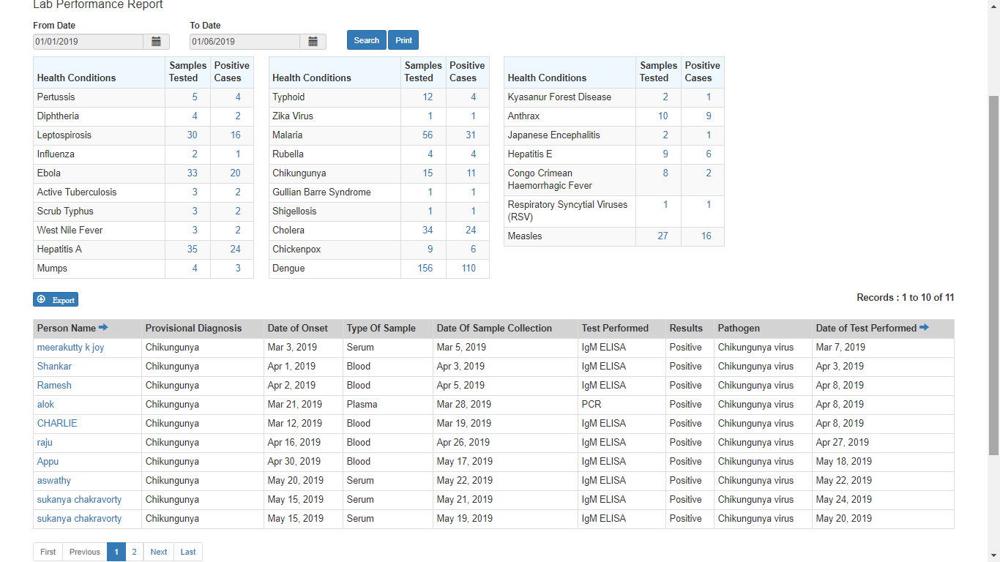 Lab Performance Report
From Date
To Date
01/01/2019
01/06/2019
Search
Print
Health Conditions Samples Tested Positive Cases
Pertussis 5 4
Diphtheria 4 2
Leptospirosis 30 16
Influenza 2 1
Ebola 33 20
Active Tuberculosis 3 2
Scrub Typhus 3 2
West Nile Fever 3 2
Hepatitis A 35 24
Mumps 4 3
Health Conditions Samples Tested Positive Cases
Typhoid 12 4
Zika Virus 1 1
Malaria 56 31
Rubella 4 4
Chikungunya 15 11
Gullian Barre Syndrome 1 1
Shigellosis 1 1
Cholera 34 24
Chickenpox 9 6
Dengue 156 110
Health Conditions Samples Tested Positive Cases
Kyasanur Forest Disease 2 1
Anthrax 10 9
Japanese Encephalitis 2 1
Hepatitis E 9 6
Congo Crimean Haemorrhagic Fever 8 2
Respiratory Syncytial Viruses (RSV) 1 1
Measles 27 16
Export
Records : 1 to 10 of 11
Person Name Provisional Diagnosis Date of Onset Type Of Sample Date Of Sample Collection Test Performed Results Pathogen Date of Test Performed
meerakutty k joy Chikungunya Mar 3, 2019 Serum Mar 5, 2019 IgM ELISA Positive Chikungunya virus Mar 7, 2019
Shankar Chikungunya Apr 1, 2019 Blood Apr 3, 2019 IgM ELISA Positive Chikungunya virus Apr 3, 2019
Ramesh Chikungunya Apr 2, 2019 Blood Apr 5, 2019 IgM ELISA Positive Chikungunya virus Apr 8, 2019
alok Chikungunya Mar 21, 2019 Plasma Mar 28, 2019 PCR Positive Chikungunya virus Apr 8, 2019
CHARLIE Chikungunya Mar 12, 2019 Blood Mar 19, 2019 IgM ELISA Positive Chikungunya virus Apr 8, 2019
raju Chikungunya Apr 16, 2019 Blood Apr 26, 2019 IgM ELISA Positive Chikungunya virus Apr 27, 2019
Appu Chikungunya Apr 30, 2019 Blood May 17, 2019 IgM ELISA Positive Chikungunya virus May 18, 2019
aswathy Chikungunya May 20, 2019 Serum May 22, 2019 IgM ELISA Positive Chikungunya virus May 22, 2019
sukanya chakravorty Chikungunya May 15, 2019 Serum May 21, 2019 IgM ELISA Positive Chikungunya virus May 24, 2019
sukanya chakravorty Chikungunya May 15, 2019 Serum May 19, 2019 IgM ELISA Positive Chikungunya virus May 20, 2019
First Previous 1 2 Next Last